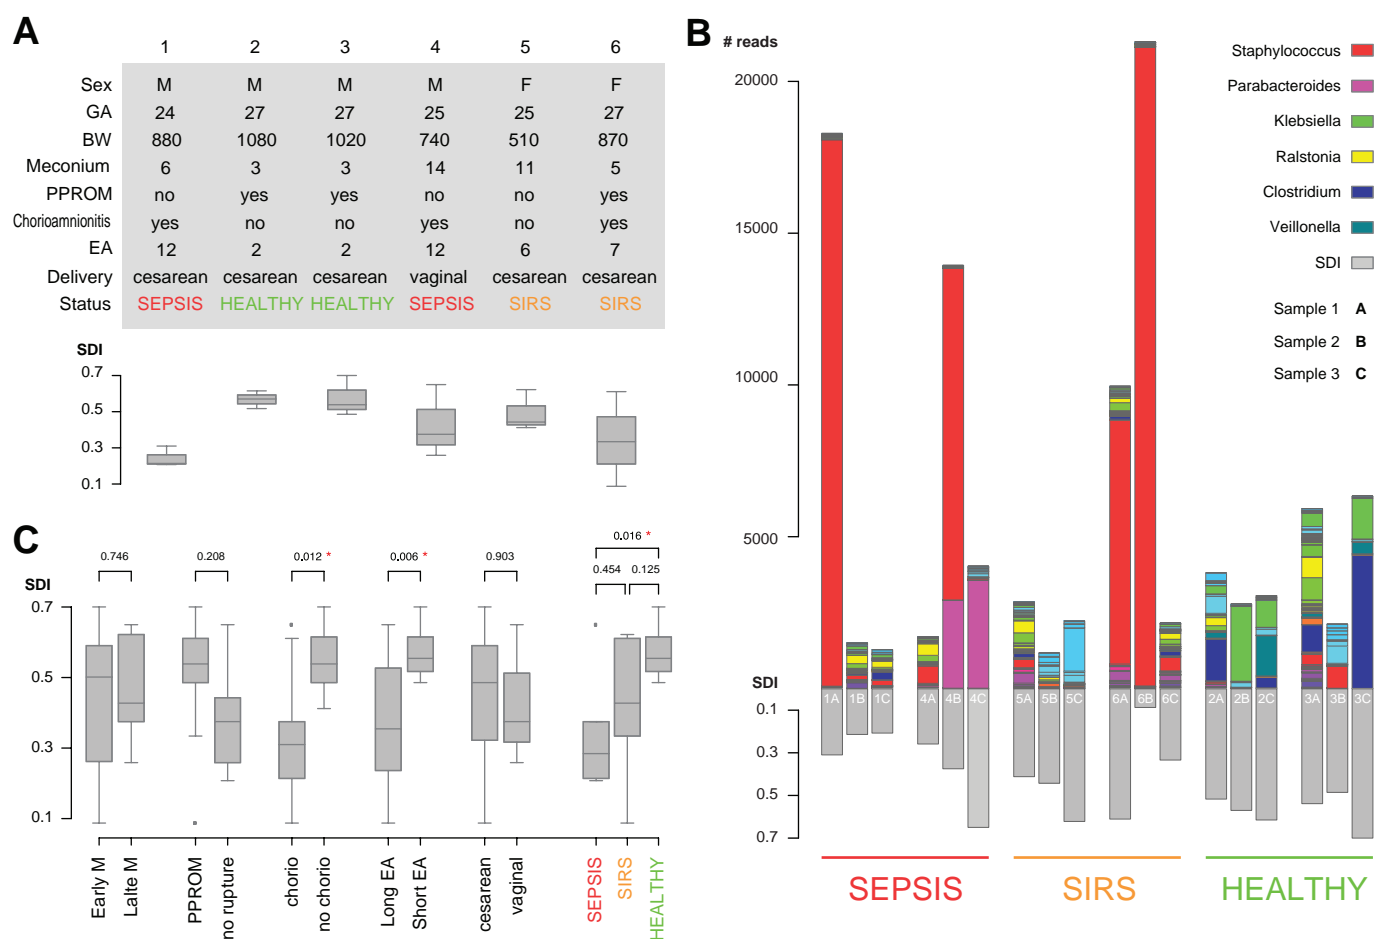 A
1 2 3 4 5 6
Sex M M M M F F
GA 24 27 27 25 25 27
BW 880 1080 1020 740 510 870
Meconium 6 3 3 14 11 5
PPROM no yes yes no no yes
Chorioamnionitis yes no no yes no yes
EA 12 2 2 12 6 7
Delivery cesarean cesarean cesarean vaginal cesarean cesarean
Status SEPSIS HEALTHY HEALTHY SEPSIS SIRS SIRS
SDI
0.7
0.5
0.3
0.1
B
# reads
20000
15000
10000
5000
Staphylococcus
Parabacteroides
Klebsiella
Ralstonia
Clostridium
Veillonella
SDI
Sample 1 A
Sample 2 B
Sample 3 C
SDI
0.1
0.3
0.5
0.7
1A 1B 1C 4A 4B 4C 5A 5B 5C 6A 6B 6C 2A 2B 2C 3A 3B 3C
SEPSIS SIRS HEALTHY
C
0.746 0.208 0.012 * 0.006 * 0.903 0.454 0.016 * 0.125
SDI
0.7
0.5
0.3
0.1
Early M
Lalte M
PPROM
no rupture
chorio
no chorio
Long EA
Short EA
cesarean
vaginal
SEPSIS
SIRS
HEALTHY